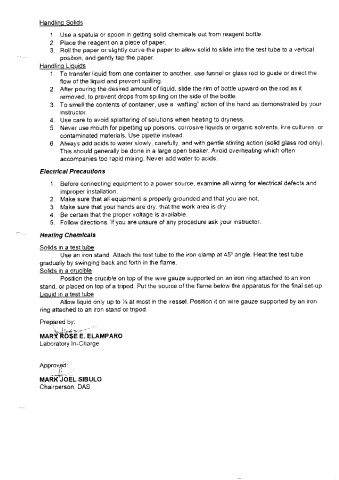 Handling Solids
1. Use a spatula or spoon in getting solid chemicals out from reagent bottle.
2. Place the reagent on a piece of paper.
3. Roll the paper or slightly curve the paper to allow solid to slide into the test tube to a vertical
position, and gently tap the paper.
Handling Liquids
1. To transfer liquid from one container to another, use funnel or glass rod to guide or direct the
flow of the liquid and prevent spilling.
2. After pouring the desired amount of liquid, slide the rim of bottle upward on the rod as it
removed, to prevent drops from spilling on the side of the bottle.
3. To smell the contents of container, use a "wafting" action of the hand as demonstrated by your
instructor.
4. Use care to avoid splattering of solutions when heating to dryness.
5. Never use mouth for pipetting up poisons, corrosive liquids or organic solvents, live cultures, or
contaminated materials. Use pipette instead.
6. Always add acids to water slowly, carefully, and with gentle stirring action (solid glass rod only).
This should generally be done in a large open beaker. Avoid overheating which often
accompanies too rapid mixing. Never add water to acids.
Electrical Precautions
1. Before connecting equipment to a power source, examine all wiring for electrical defects and
improper installation.
2. Make sure that all equipment is properly grounded and that you are not.
3. Make sure that your hands are dry, that the work area is dry.
4. Be certain that the proper voltage is available.
5. Follow directions. If you are unsure of any procedure ask your instructor.
Heating Chemicals
Solids in a test tube
Use an iron stand. Attach the test tube to the iron clamp at 45° angle. Heat the test tube
gradually by swinging back and forth in the flame.
Solids in a crucible
Position the crucible on top of the wire gauze supported on an iron ring attached to an iron
stand, or placed on top of a tripod. Put the source of the flame below the apparatus for the final set-up.
Liquid in a test tube
Allow liquid only up to at most in the vessel. Position it on wire gauze supported by an iron
ring attached to an iron stand or tripod.
Prepared by:
MARY ROSE E. ELAMPARO
Laboratory In-Charge
Approved:
MARK JOEL SIBULO
Chairperson, DAS